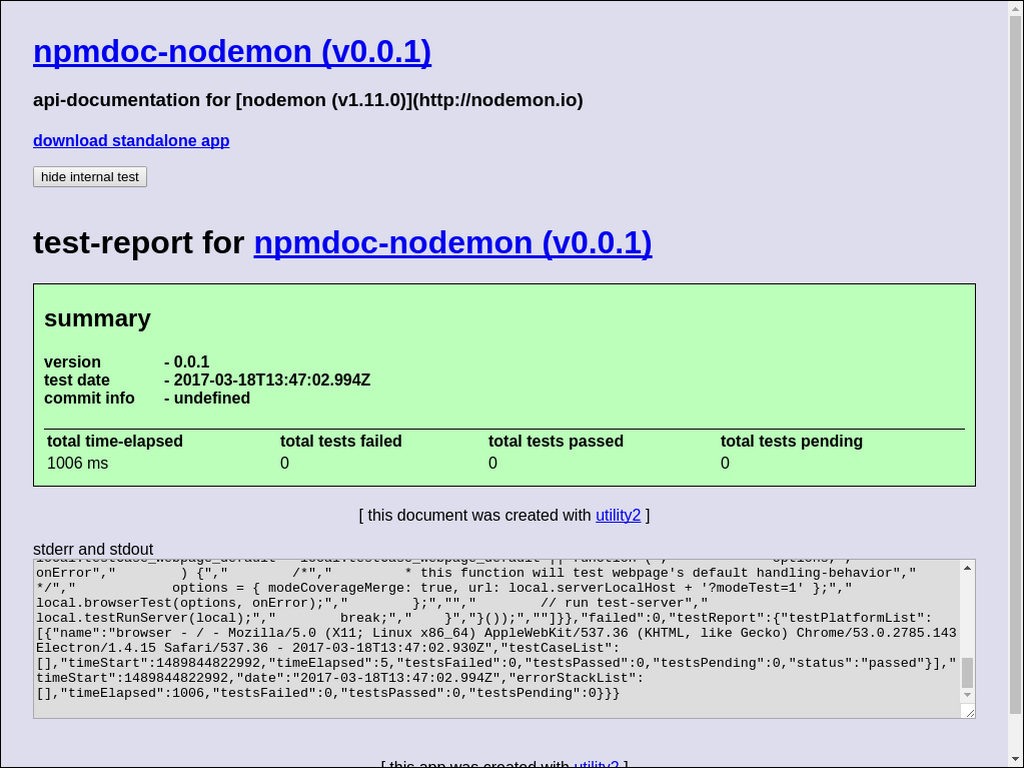 npmdoc-nodemon (v0.0.1)
api-documentation for [nodemon (v1.11.0)](http://nodemon.io)
download standalone app
hide internal test
test-report for npmdoc-nodemon (v0.0.1)
summary
version - 0.0.1
test date - 2017-03-18T13:47:02.994Z
commit info - undefined
total time-elapsed total tests failed total tests passed total tests pending
1006 ms 0 0 0
[ this document was created with utility2 ]
stderr and stdout
onError","        ) {","        /*","         * this function will test webpage's default handling-behavior","
*/","            options = { modeCoverageMerge: true, url: local.serverLocalHost + '?modeTest=1' };","
local.browserTest(options, onError);","        };","","        // run test-server","
local.testRunServer(local);","        break;","    }","}());",""]}},"failed":0,"testReport":{"testPlatformList":
[{"name":"browser - / - Mozilla/5.0 (X11; Linux x86_64) AppleWebKit/537.36 (KHTML, like Gecko) Chrome/53.0.2785.143
Electron/1.4.15 Safari/537.36 - 2017-03-18T13:47:02.930Z","testCaseList":
[],"timeStart":1489844822992,"timeElapsed":5,"testsFailed":0,"testsPassed":0,"testsPending":0,"status":"passed"}],"
timeStart":1489844822992,"date":"2017-03-18T13:47:02.994Z","errorStackList":
[],"timeElapsed":1006,"testsFailed":0,"testsPassed":0,"testsPending":0}}}
[ this app was created with utility2 ]